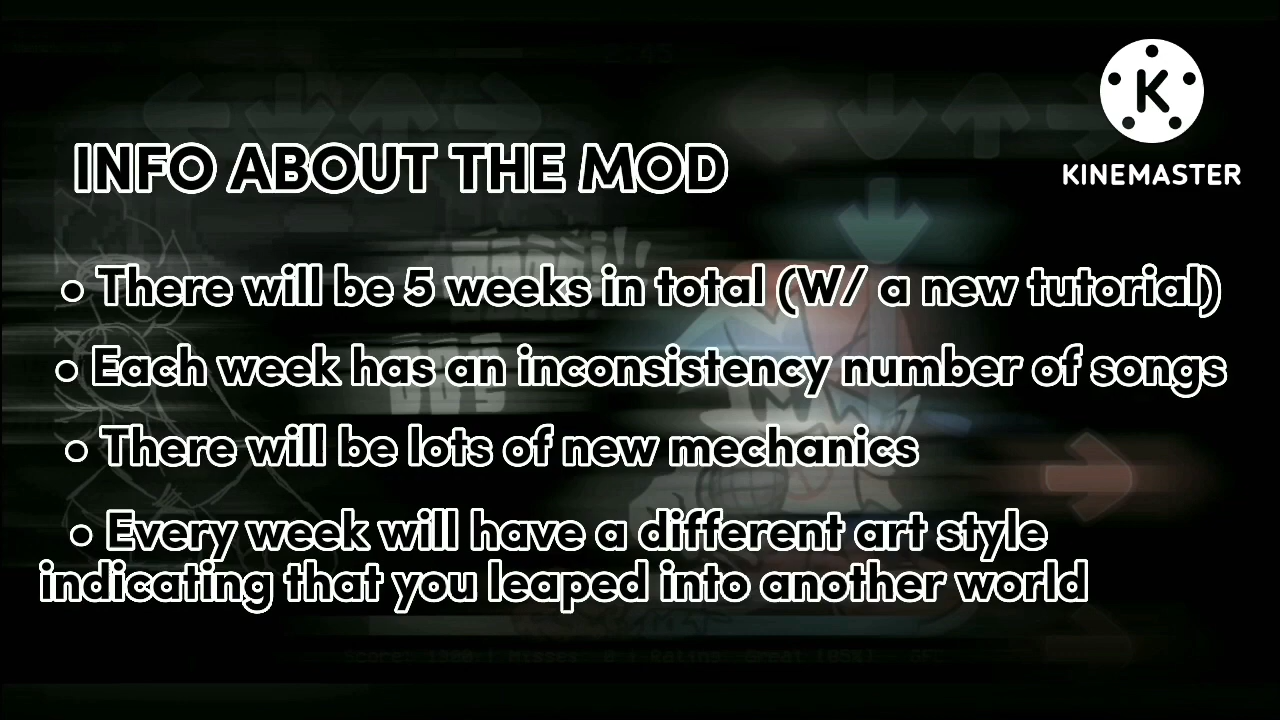 K
KINEMASTER
INFO ABOUT THE MOD
• There will be 5 weeks in total (W/ a new tutorial)
• Each week has an inconsistency number of songs
• There will be lots of new mechanics
• Every week will have a different art style
indicating that you leaped into another world